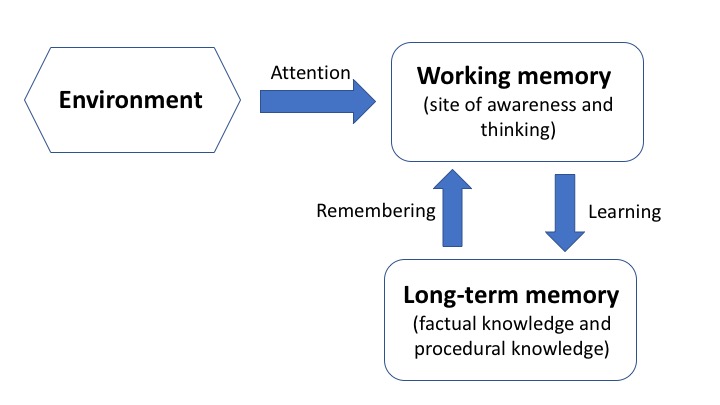 Environment
Attention
Working memory
(site of awareness and
thinking)
Remembering
Learning
Long-term memory
(factual knowledge and
procedural knowledge)